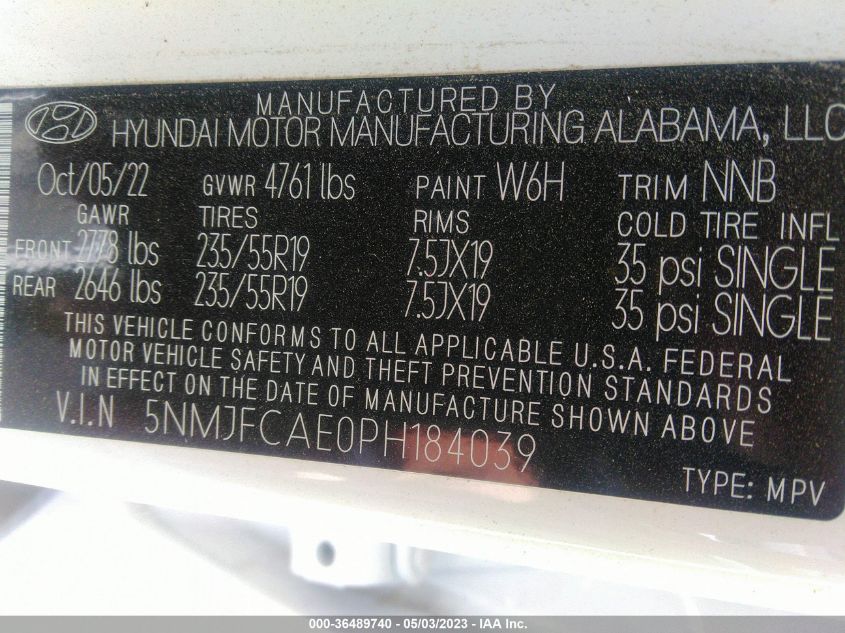 MANUFACTURED BY
HYUNDAI MOTOR MANUFACTURING ALABAMA, LLC
Oct/05/22 GVWR 4761 lbs PAINT W6H TRIM NNB
GAWR TIRES RIMS COLD TIRE INFL
FRONT 2778 lbs 235/55R19 7.5JX19 35 psi SINGLE
REAR 2646 lbs 235/55R19 7.5JX19 35 psi SINGLE
THIS VEHICLE CONFORMS TO ALL APPLICABLE U.S.A. FEDERAL
MOTOR VEHICLE SAFETY AND THEFT PREVENTION STANDARDS
IN EFFECT ON THE DATE OF MANUFACTURE SHOWN ABOVE
V.I.N 5NMJFCAE0PH184039
TYPE: MPV
000-36489740 - 05/03/2023 - IAA Inc.